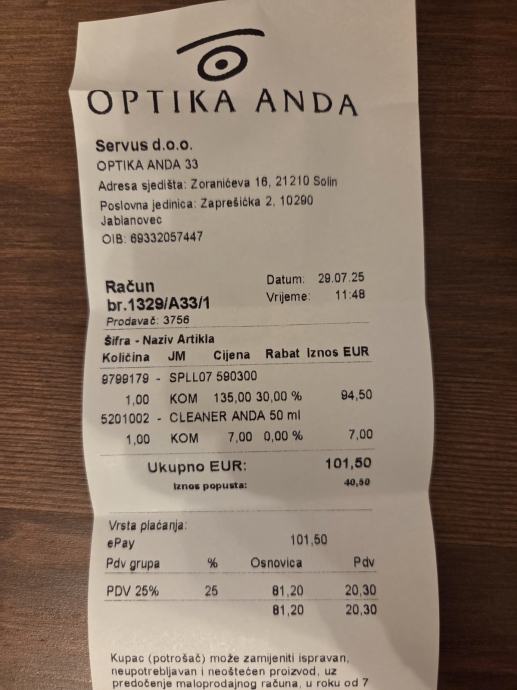 OPTIKA ANDA
Servus d.o.o.
OPTIKA ANDA 33
Adresa sjedišta: Zoranićeva 16, 21210 Solin
Poslovna jedinica: Zaprešička 2, 10290
Jablanovec
OIB: 69332057447
Račun
br.1329/A33/1
Datum: 29.07.25
Vrijeme: 11:48
Prodavač: 3756
Šifra - Naziv Artikla
Količina JM Cijena Rabat Iznos EUR
9799179 - SPLL07 590300
1,00 KOM 135,00 30,00 % 94,50
5201002 - CLEANER ANDA 50 ml
1,00 KOM 7,00 0,00 % 7,00
Ukupno EUR: 101,50
Iznos popusta: 40,50
Vrsta plaćanja:
ePay 101,50
Pdv grupa % Osnovica Pdv
PDV 25% 25 81,20 20,30
81,20 20,30
Kupac (potrošač) može zamijeniti ispravan,
neupotrebljavan i neoštećen proizvod, uz
predočenje maloprodajnog računa, u roku od 7